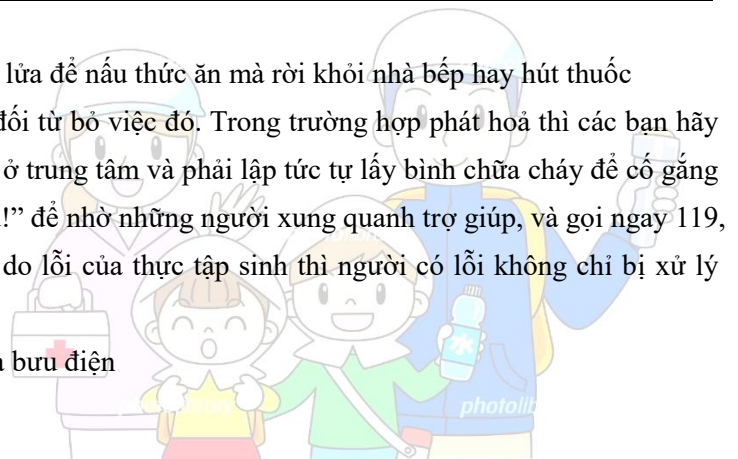 lửa để nấu thức ăn mà rời khỏi nhà bếp hay hút thuốc
đối từ bỏ việc đó. Trong trường hợp phát hoả thì các bạn hãy
ở trung tâm và phải lập tức tự lấy bình chữa cháy để cố gắng
!” để nhờ những người xung quanh trợ giúp, và gọi ngay 119,
do lỗi của thực tập sinh thì người có lỗi không chỉ bị xử lý
bưu điện
水
photolib